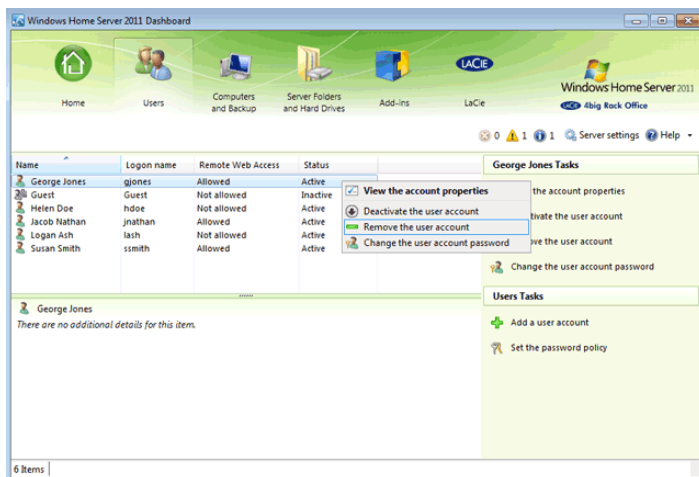 Windows Home Server 2011 Dashboard
Home
Users
Computers and Backup
Server Folders and Hard Drives
Add-ins
LaCie
LACIE
Windows Home Server 2011
LACIE 4big Rack Office
0 1 1 Server settings Help
Name Logon name Remote Web Access Status
George Jones gjones Allowed Active
Guest Guest Not allowed Inactive
Helen Doe hdoe Not allowed Active
Jacob Nathan jnathan Allowed Active
Logan Ash lash Not allowed Active
Susan Smith ssmith Allowed Active
View the account properties
Deactivate the user account
Remove the user account
Change the user account password
George Jones Tasks
the account properties
tivate the user account
ove the user account
Change the user account password
Users Tasks
Add a user account
Set the password policy
George Jones
There are no additional details for this item.
6 Items